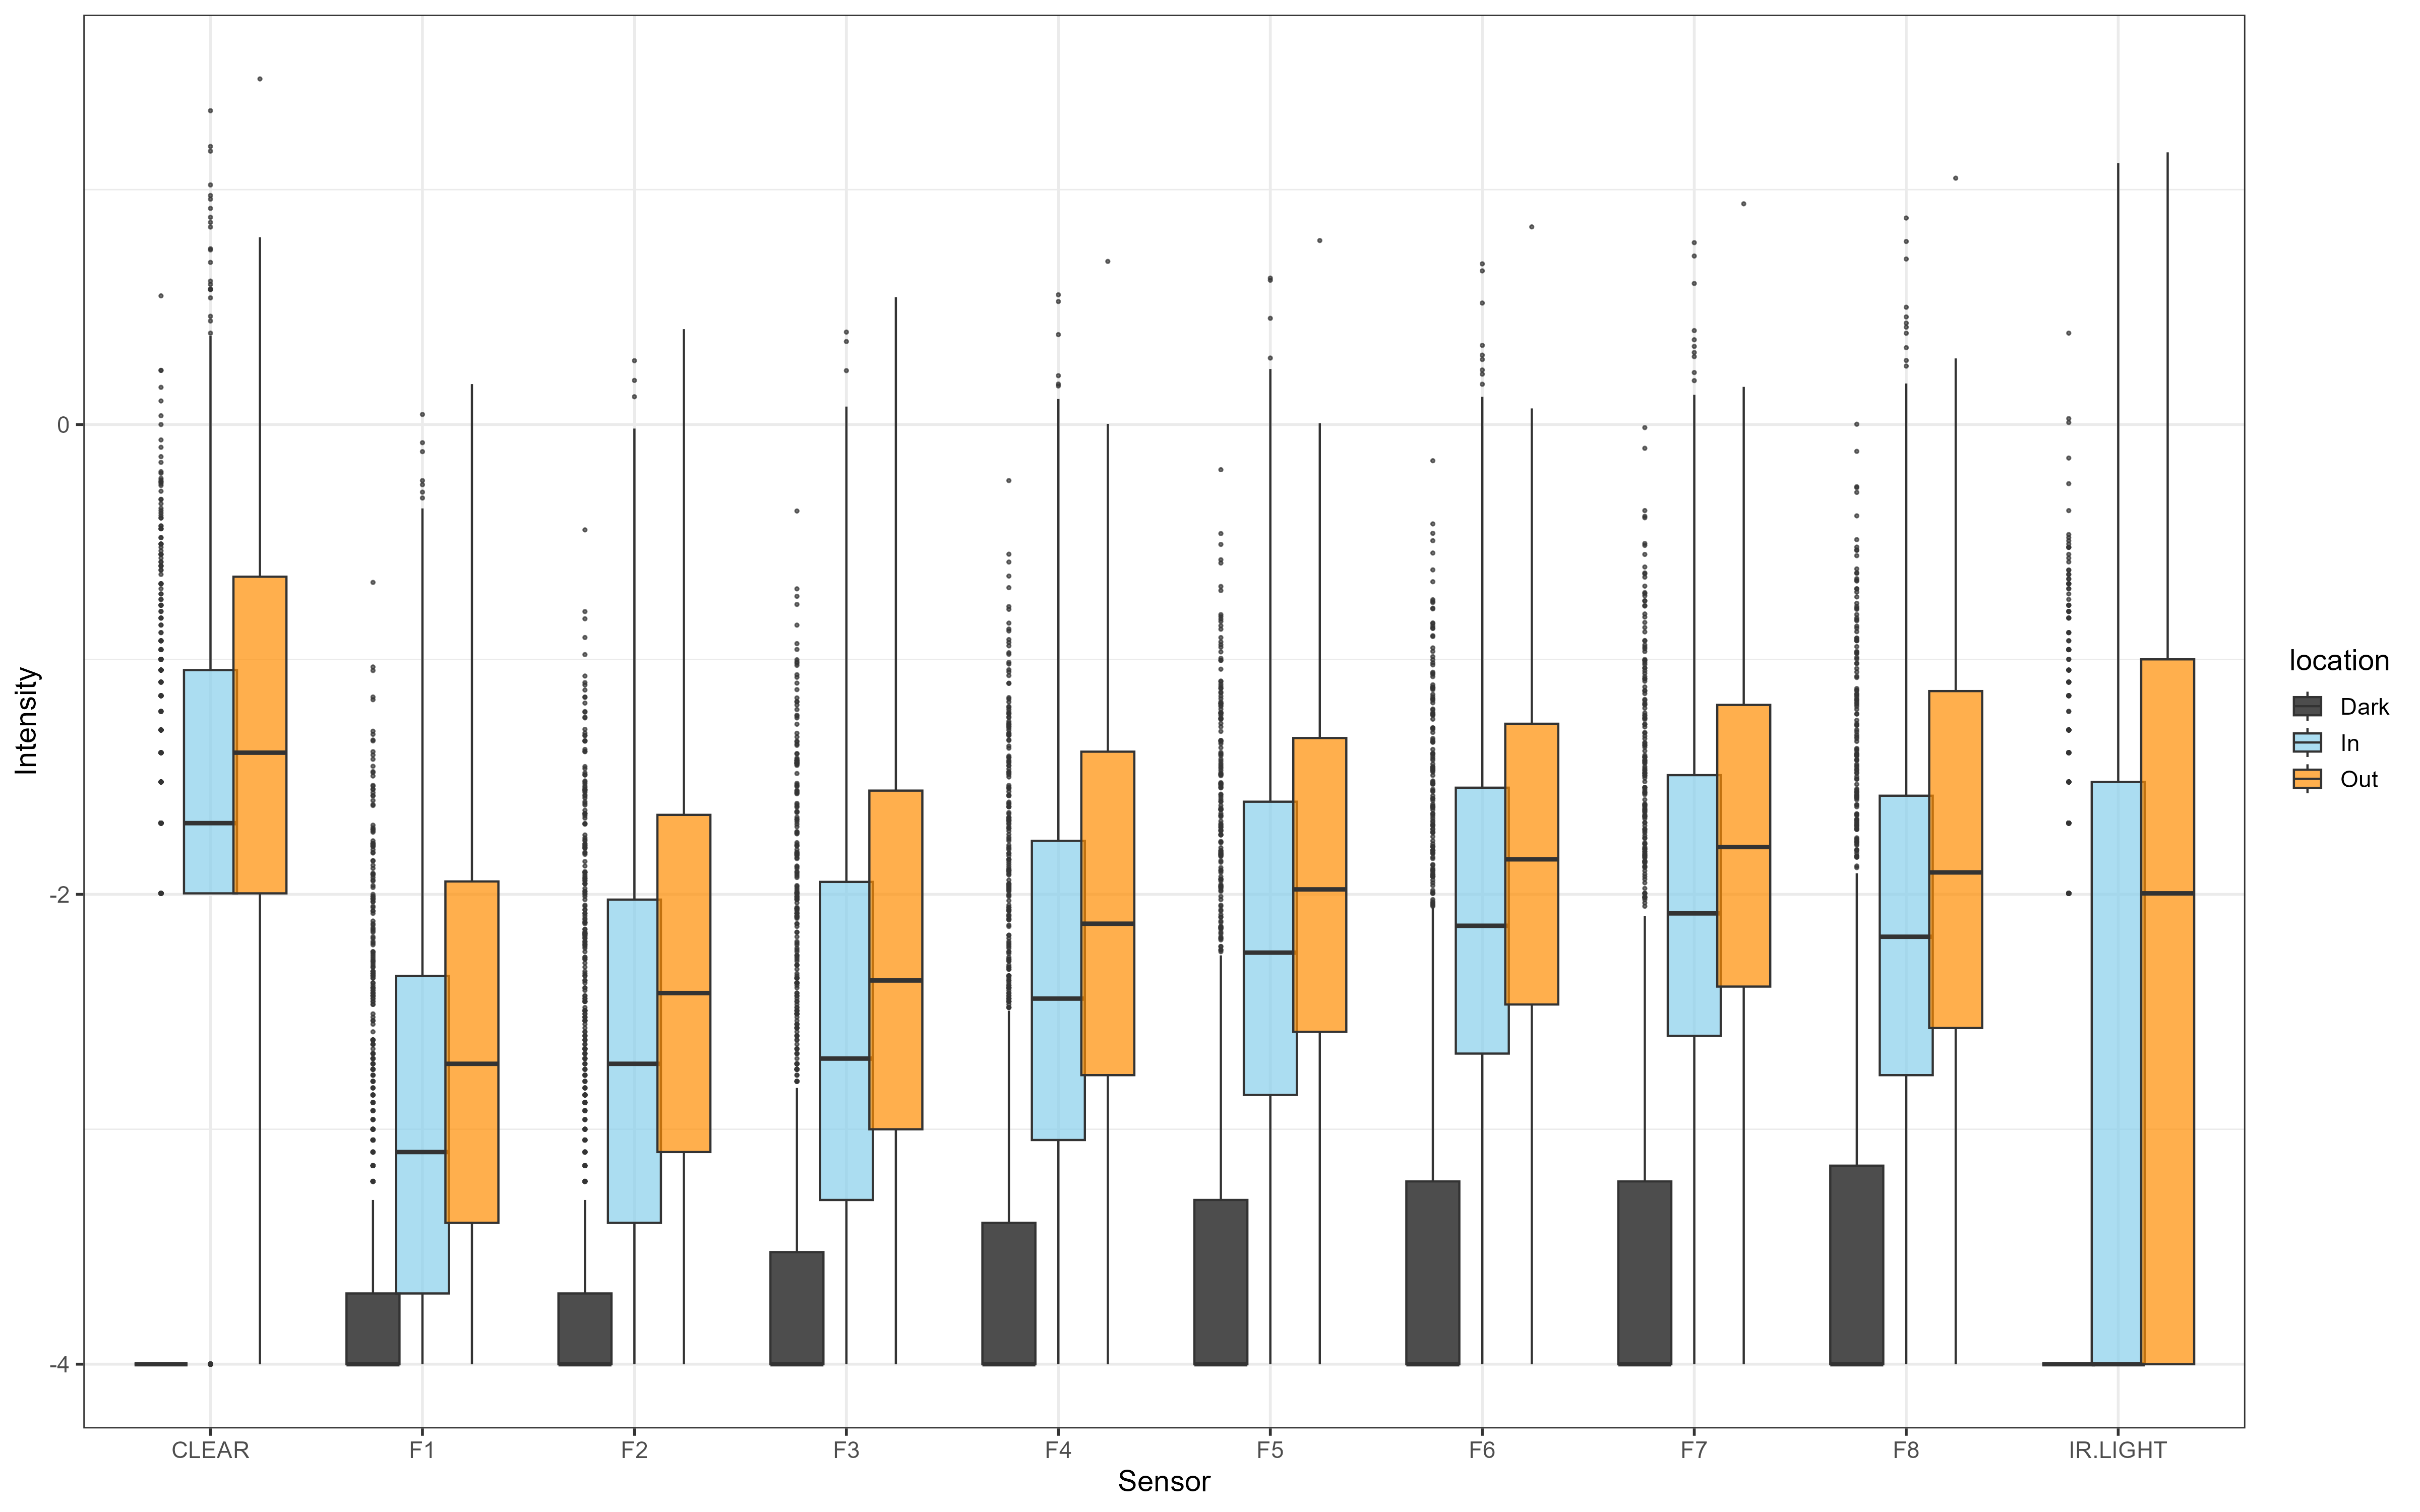 Intensity
0
-2
-4
CLEAR F1 F2 F3 F4 F5 F6 F7 F8 IR.LIGHT
Sensor
location
Dark
In
Out